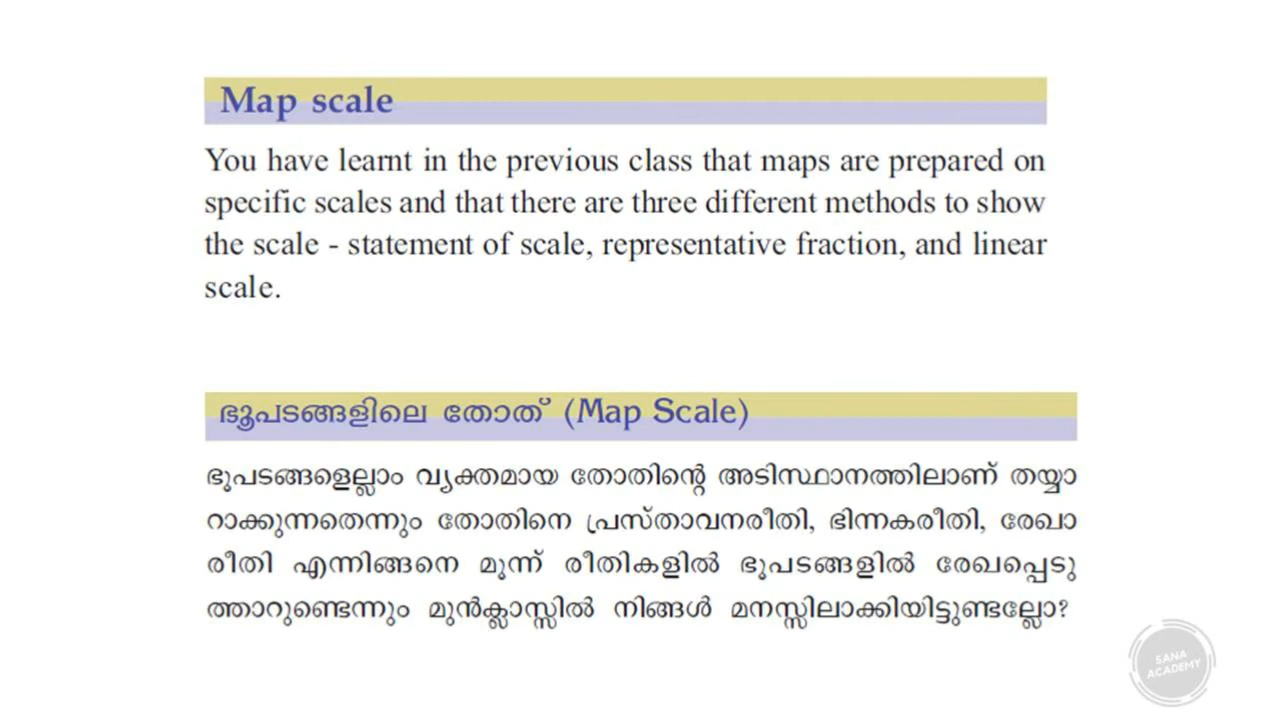 Map scale
You have learnt in the previous class that maps are prepared on
specific scales and that there are three different methods to show
the scale - statement of scale, representative fraction, and linear
scale.
ഭൂപടങ്ങളിലെ തോത് (Map Scale)
ഭൂപടങ്ങളെല്ലാം വ്യക്തമായ തോതിന്റെ അടിസ്ഥാനത്തിലാണ് തയ്യാ
റാക്കുന്നതെന്നും തോതിനെ പ്രസ്താവനരീതി, ഭിന്നകരീതി, രേഖാ
രീതി എന്നിങ്ങനെ മൂന്ന് രീതികളിൽ ഭൂപടങ്ങളിൽ രേഖപ്പെടു
ത്താറുണ്ടെന്നും മുൻക്ലാസ്സിൽ നിങ്ങൾ മനസ്സിലാക്കിയിട്ടുണ്ടല്ലോ?
SANA
ACADEMY